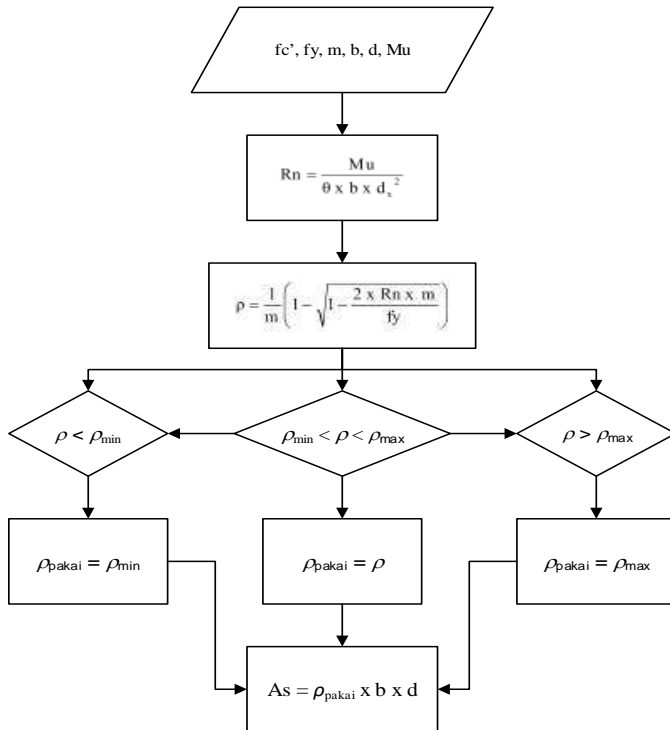 fc’, fy, m, b, d, Mu
Rn = Mu / θ x b x dₓ²
ρ = 1/m (1 - √(1 - 2 x Rn x m / fy))
ρ < ρmin
ρmin < ρ < ρmax
ρ > ρmax
ρpakai = ρmin
ρpakai = ρ
ρpakai = ρmax
As = ρpakai x b x d